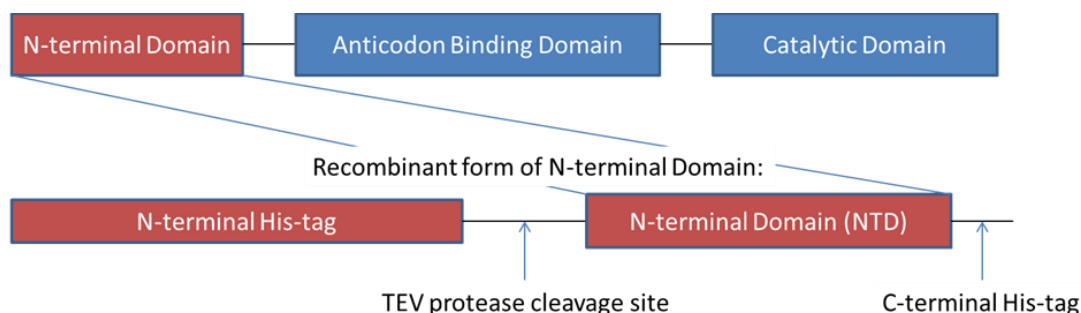 N-terminal Domain Anticodon Binding Domain Catalytic Domain
Recombinant form of N-terminal Domain:
N-terminal His-tag N-terminal Domain (NTD)
TEV protease cleavage site C-terminal His-tag